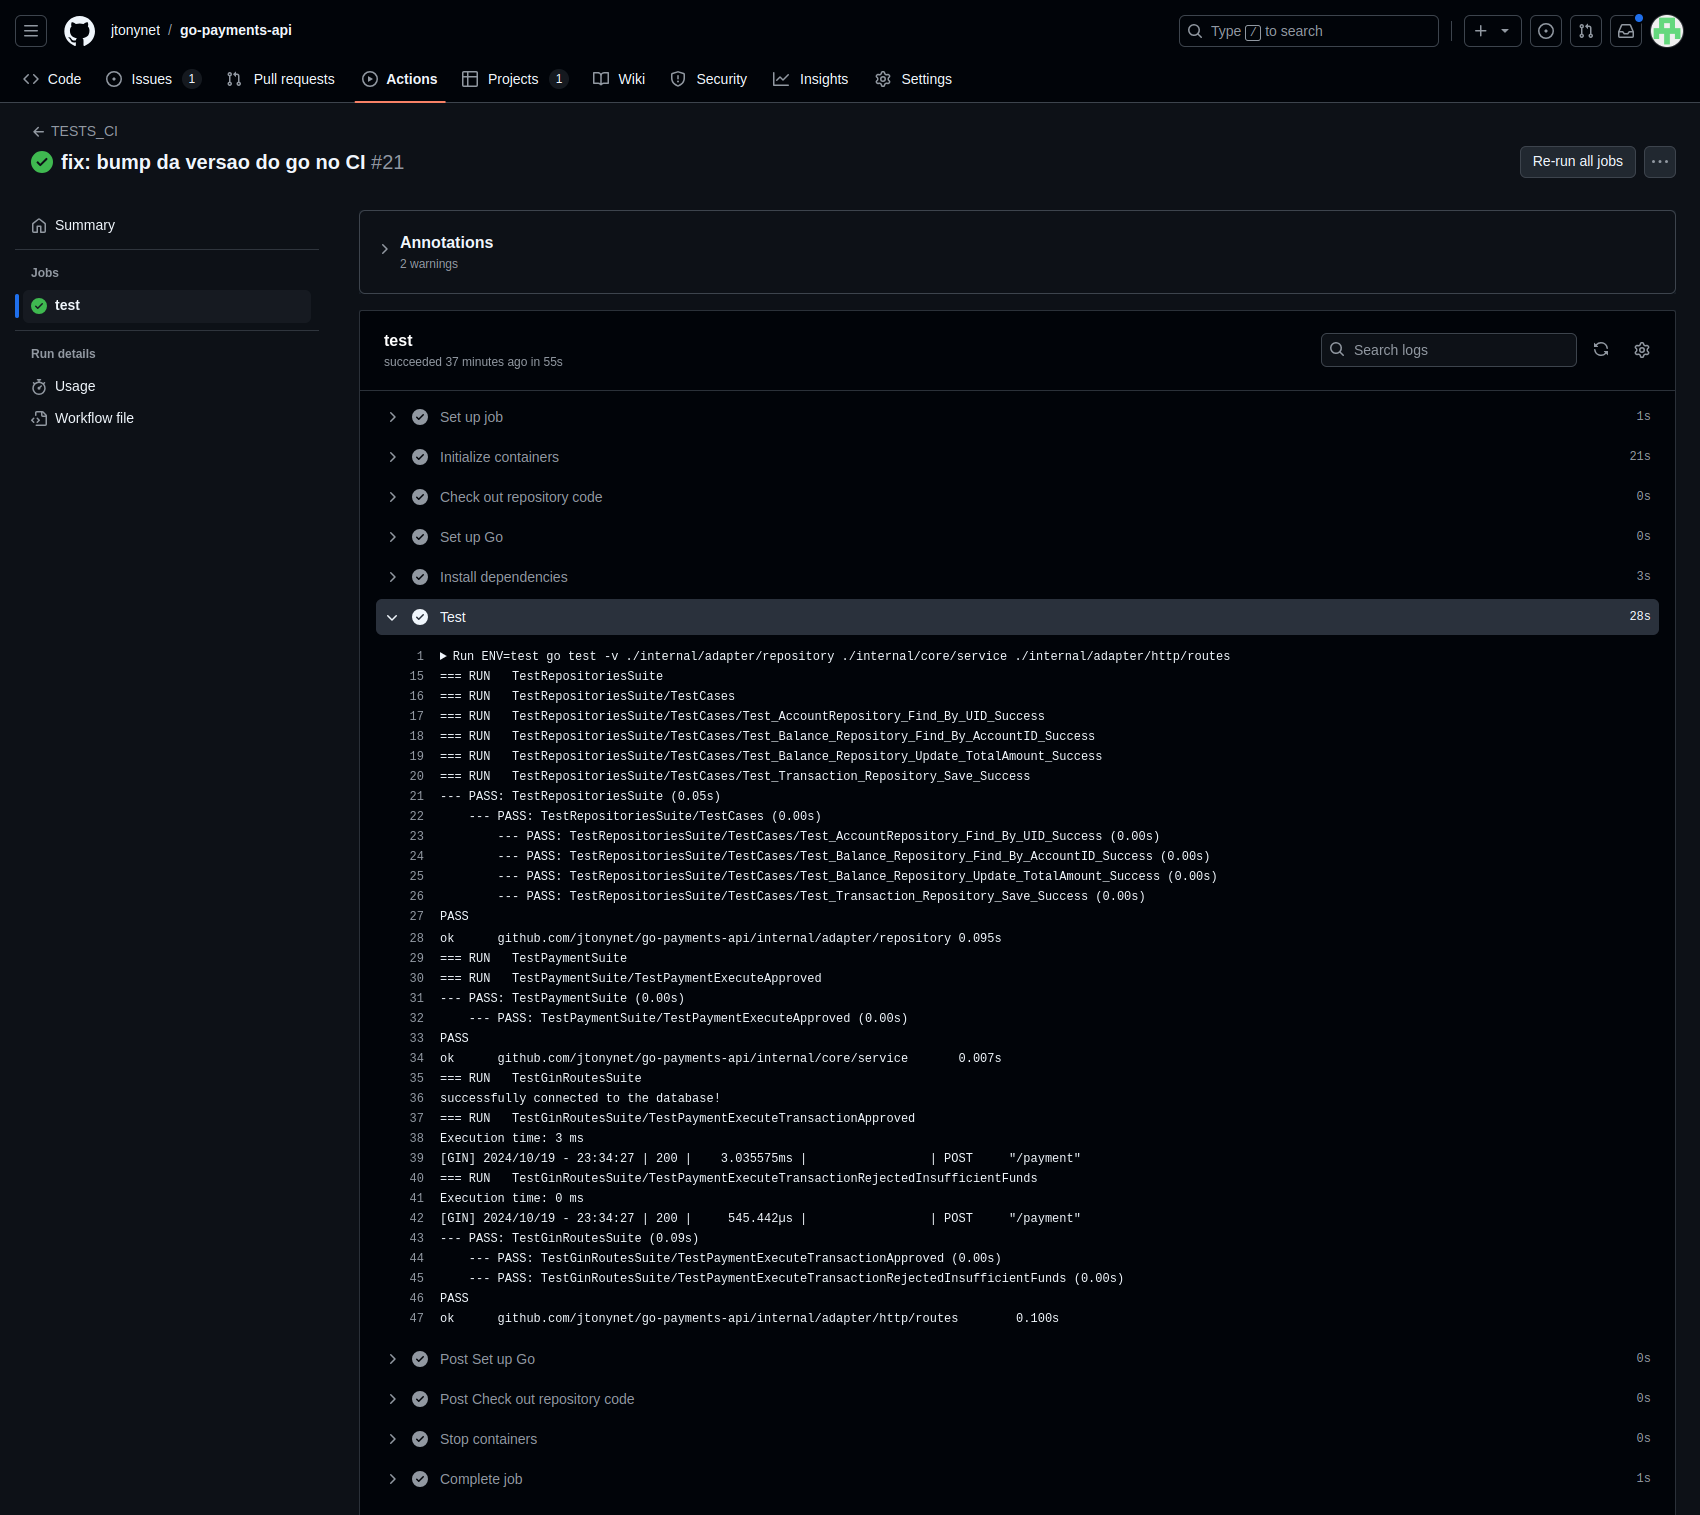 jtonynet / go-payments-api
Type / to search
Code
Issues 1
Pull requests
Actions
Projects 1
Wiki
Security
Insights
Settings
TESTS_CI
fix: bump da versao do go no CI #21
Re-run all jobs
Summary
Jobs
test
Run details
Usage
Workflow file
Annotations
2 warnings
test
succeeded 37 minutes ago in 55s
Search logs
Set up job 1s
Initialize containers 21s
Check out repository code 0s
Set up Go 0s
Install dependencies 3s
Test 28s
1 Run ENV=test go test -v ./internal/adapter/repository ./internal/core/service ./internal/adapter/http/routes
15 === RUN   TestRepositoriesSuite
16 === RUN   TestRepositoriesSuite/TestCases
17 === RUN   TestRepositoriesSuite/TestCases/Test_AccountRepository_Find_By_UID_Success
18 === RUN   TestRepositoriesSuite/TestCases/Test_Balance_Repository_Find_By_AccountID_Success
19 === RUN   TestRepositoriesSuite/TestCases/Test_Balance_Repository_Update_TotalAmount_Success
20 === RUN   TestRepositoriesSuite/TestCases/Test_Transaction_Repository_Save_Success
21 --- PASS: TestRepositoriesSuite (0.05s)
22     --- PASS: TestRepositoriesSuite/TestCases (0.00s)
23         --- PASS: TestRepositoriesSuite/TestCases/Test_AccountRepository_Find_By_UID_Success (0.00s)
24         --- PASS: TestRepositoriesSuite/TestCases/Test_Balance_Repository_Find_By_AccountID_Success (0.00s)
25         --- PASS: TestRepositoriesSuite/TestCases/Test_Balance_Repository_Update_TotalAmount_Success (0.00s)
26         --- PASS: TestRepositoriesSuite/TestCases/Test_Transaction_Repository_Save_Success (0.00s)
27 PASS
28 ok      github.com/jtonynet/go-payments-api/internal/adapter/repository 0.095s
29 === RUN   TestPaymentSuite
30 === RUN   TestPaymentSuite/TestPaymentExecuteApproved
31 --- PASS: TestPaymentSuite (0.00s)
32     --- PASS: TestPaymentSuite/TestPaymentExecuteApproved (0.00s)
33 PASS
34 ok      github.com/jtonynet/go-payments-api/internal/core/service       0.007s
35 === RUN   TestGinRoutesSuite
36 successfully connected to the database!
37 === RUN   TestGinRoutesSuite/TestPaymentExecuteTransactionApproved
38 Execution time: 3 ms
39 [GIN] 2024/10/19 - 23:34:27 | 200 |    3.035575ms |                 | POST     "/payment"
40 === RUN   TestGinRoutesSuite/TestPaymentExecuteTransactionRejectedInsufficientFunds
41 Execution time: 0 ms
42 [GIN] 2024/10/19 - 23:34:27 | 200 |     545.442µs |                 | POST     "/payment"
43 --- PASS: TestGinRoutesSuite (0.09s)
44     --- PASS: TestGinRoutesSuite/TestPaymentExecuteTransactionApproved (0.00s)
45     --- PASS: TestGinRoutesSuite/TestPaymentExecuteTransactionRejectedInsufficientFunds (0.00s)
46 PASS
47 ok      github.com/jtonynet/go-payments-api/internal/adapter/http/routes        0.100s
Post Set up Go 0s
Post Check out repository code 0s
Stop containers 0s
Complete job 1s